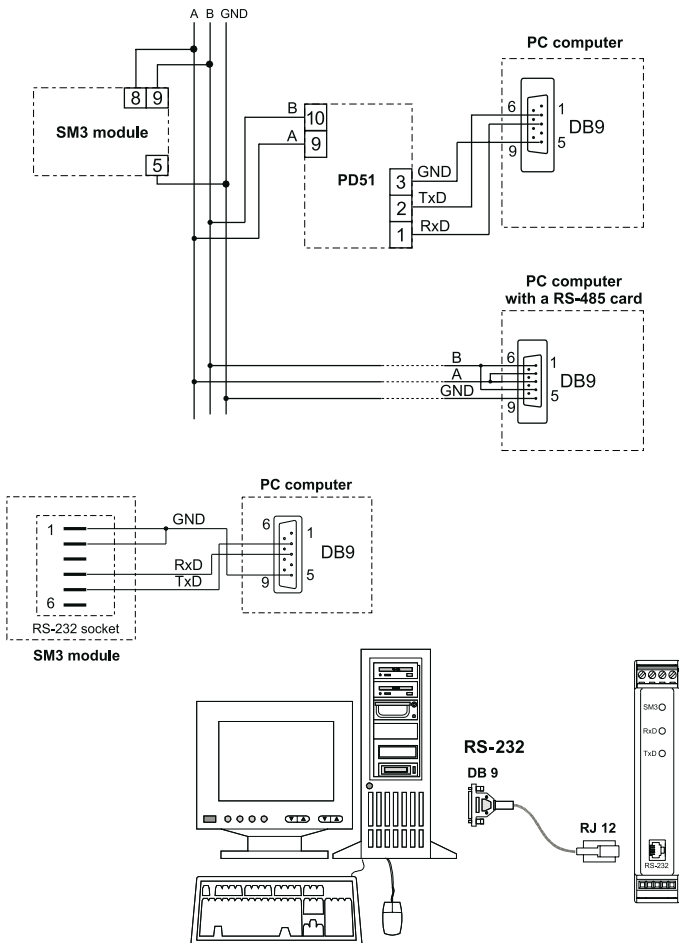 A B GND
PC computer
8 9
SM3 module
5
B 10
A 9
PD51
3 GND
2 TxD
1 RxD
6 1
DB9
9 5
PC computer
with a RS-485 card
B
A
GND
6 1
DB9
9 5
PC computer
1
GND
RxD
TxD
6
RS-232 socket
SM3 module
6 1
DB9
9 5
RS-232
DB 9
RJ 12
SM3
RxD
TxD
RS-232